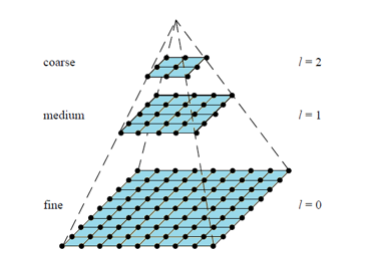 coarse l = 2
medium l = 1
fine l = 0